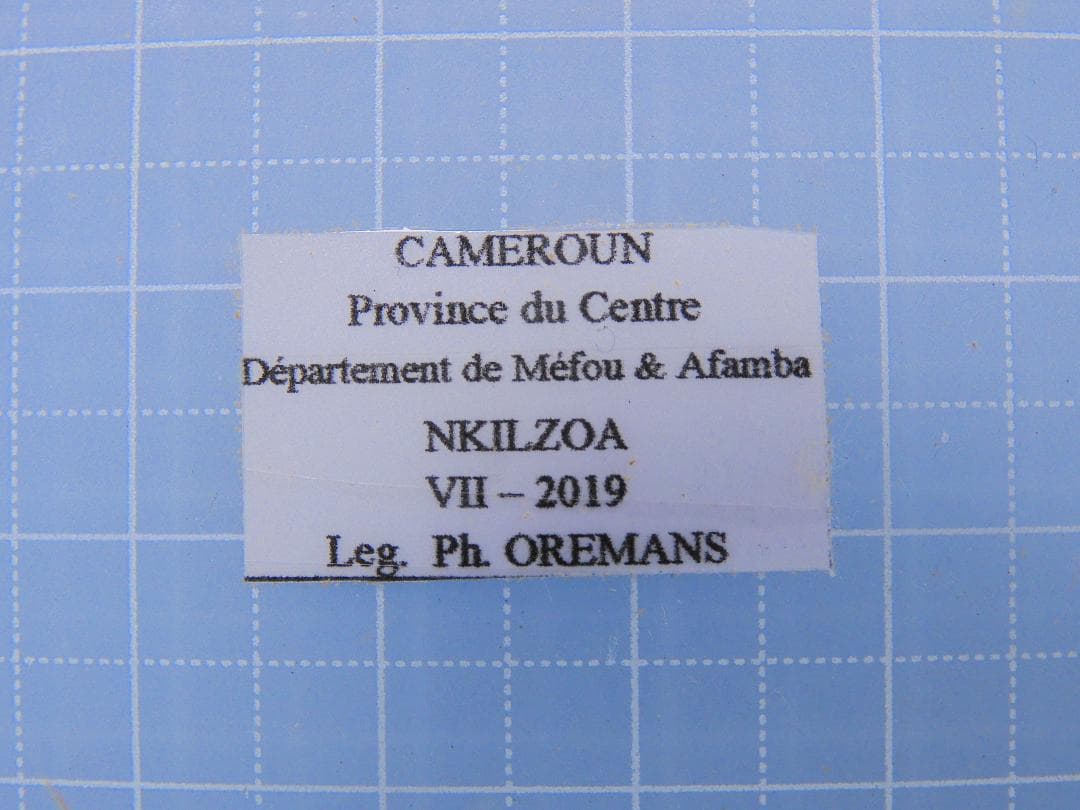 CAMEROUN
Province du Centre
Département de Méfou & Afamba
NKILZOA
VII – 2019
Leg. Ph. OREMANS